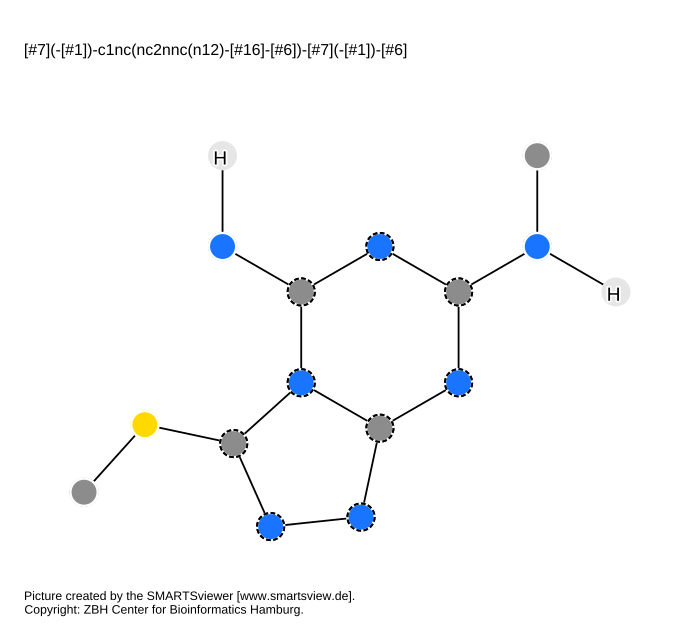 [#7](-[#1])-c1nc(nc2nnc(n12)-[#16]-[#6])-[#7](-[#1])-[#6]
H
H
Picture created by the SMARTSviewer [www.smartsview.de].
Copyright: ZBH Center for Bioinformatics Hamburg.